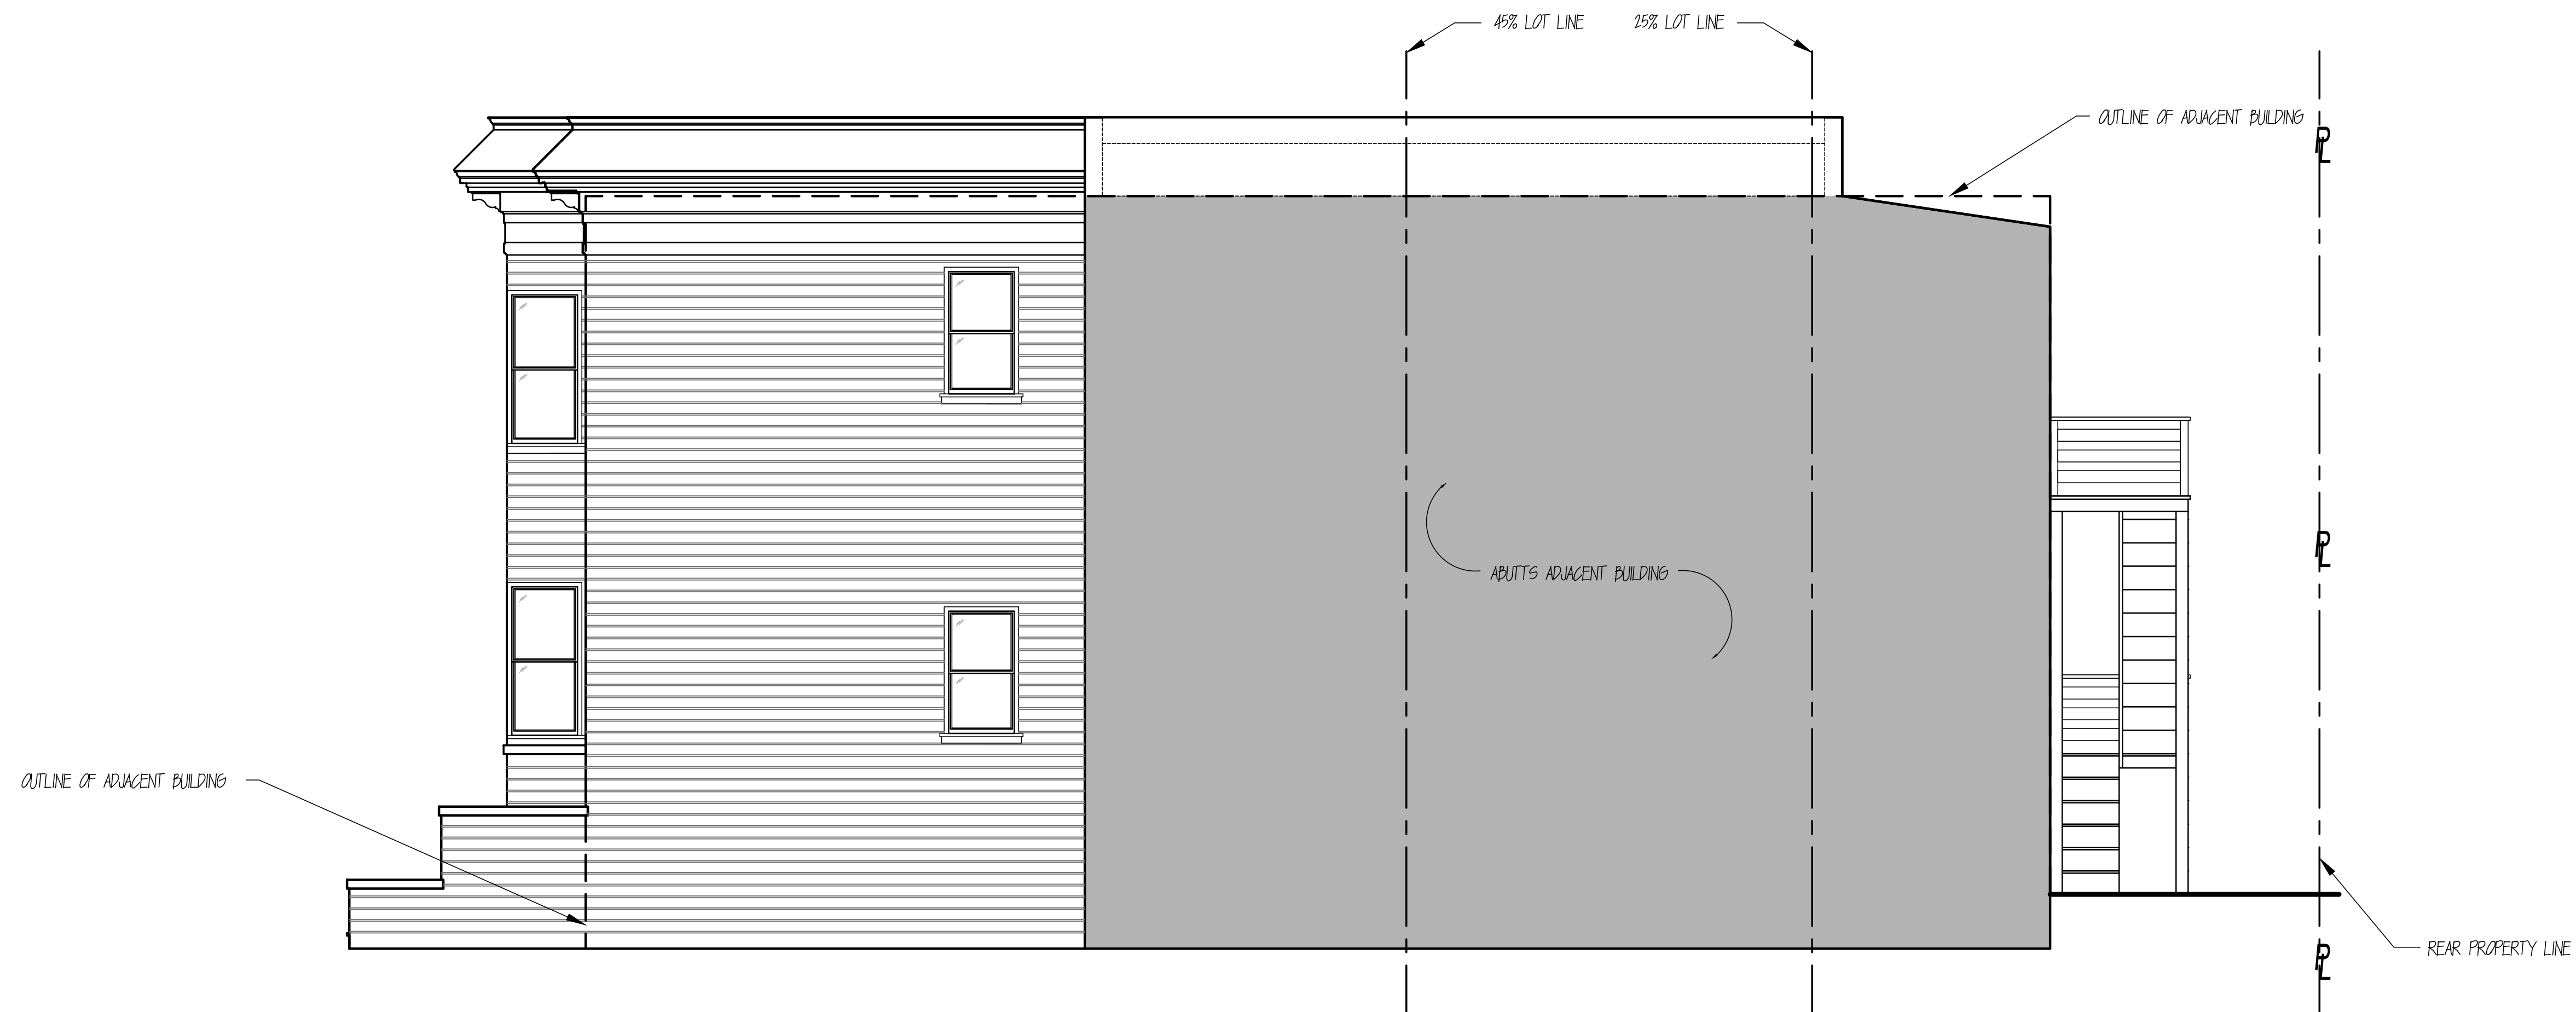 45% LOT LINE
25% LOT LINE
OUTLINE OF ADJACENT BUILDING
PL
PL
ABUTTS ADJACENT BUILDING
OUTLINE OF ADJACENT BUILDING
REAR PROPERTY LINE
PL